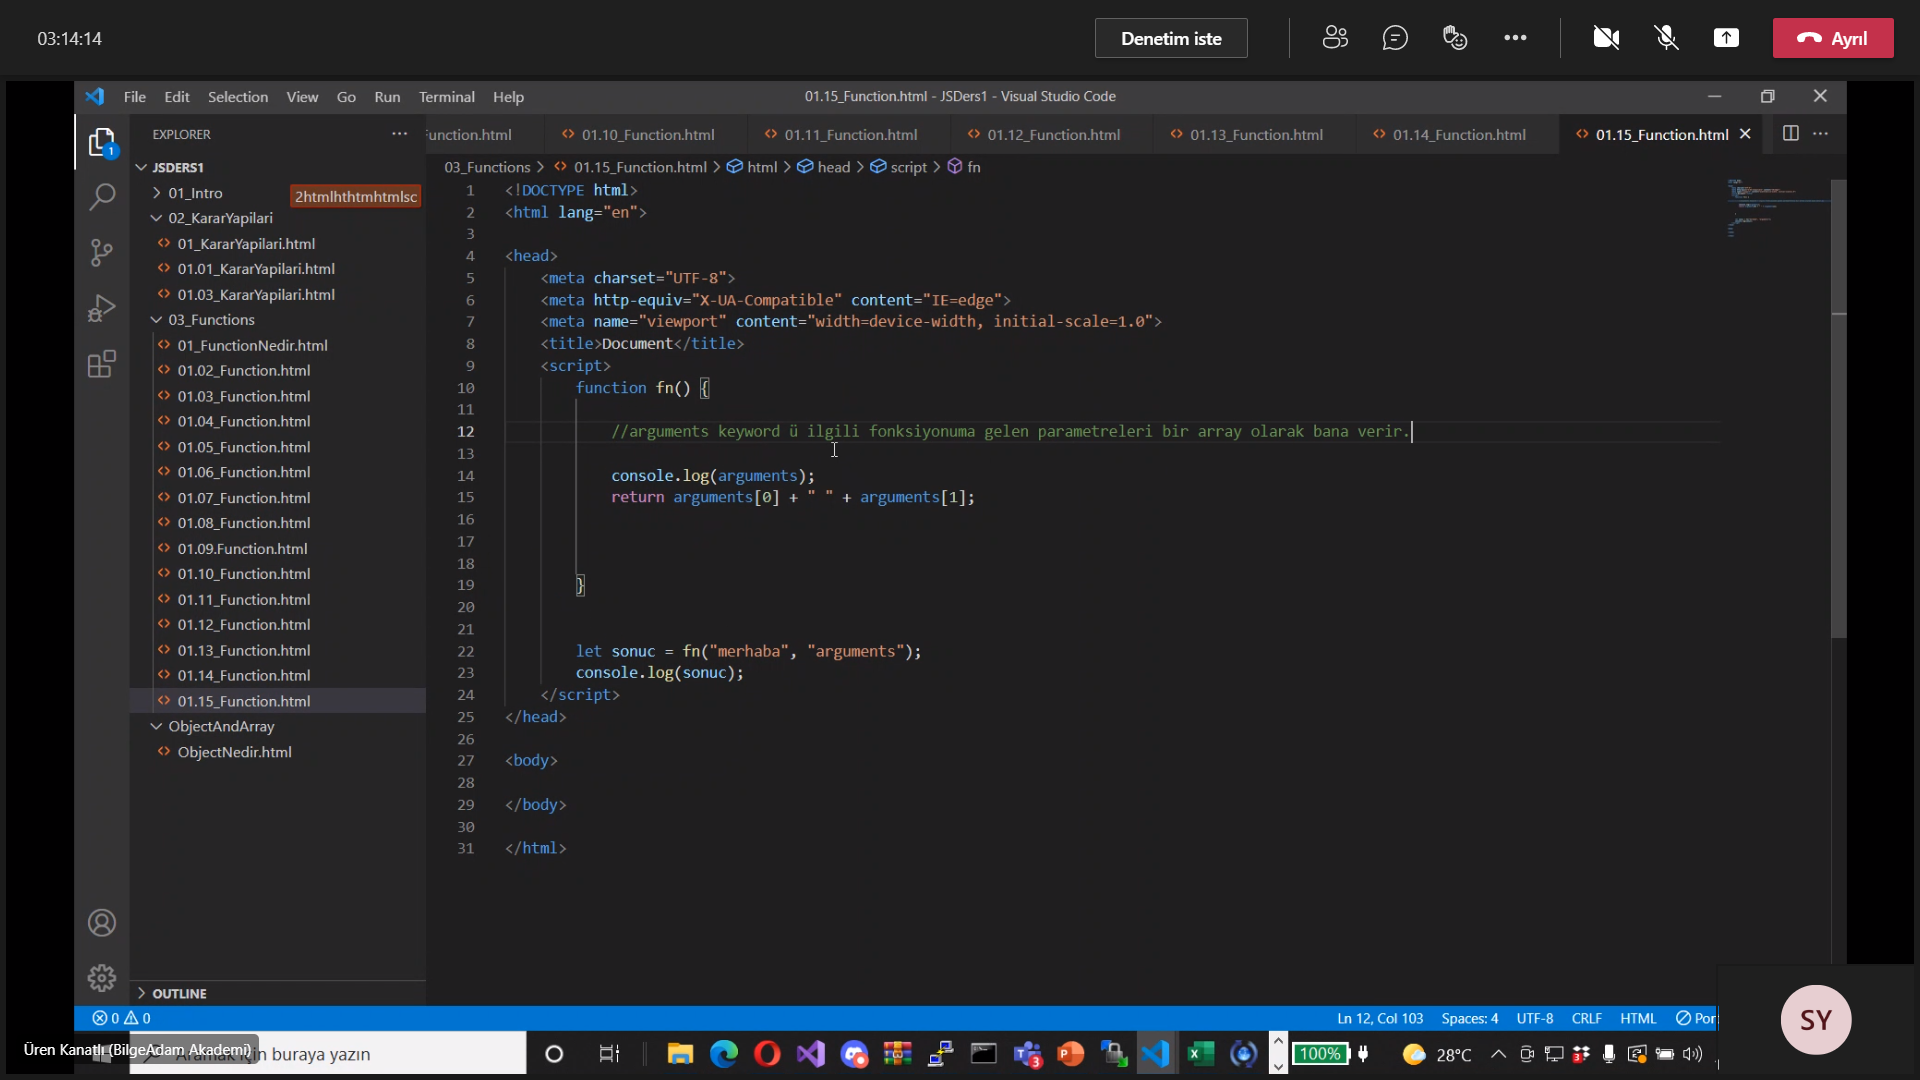 03:14:14
Denetim iste
Ayrıl
File Edit Selection View Go Run Terminal Help
01.15_Function.html - JSDers1 - Visual Studio Code
EXPLORER
unction.html
01.10_Function.html
01.11_Function.html
01.12_Function.html
01.13_Function.html
01.14_Function.html
01.15_Function.html
03_Functions > 01.15_Function.html > html > head > script > fn
JSDERS1
01_Intro
2htmlhthtmhtmlsc
02_KararYapilari
01_KararYapilari.html
01.01_KararYapilari.html
01.03_KararYapilari.html
03_Functions
01_FunctionNedir.html
01.02_Function.html
01.03_Function.html
01.04_Function.html
01.05_Function.html
01.06_Function.html
01.07_Function.html
01.08_Function.html
01.09.Function.html
01.10_Function.html
01.11_Function.html
01.12_Function.html
01.13_Function.html
01.14_Function.html
01.15_Function.html
ObjectAndArray
ObjectNedir.html
OUTLINE
1 <!DOCTYPE html>
2 <html lang="en">
3
4 <head>
5 <meta charset="UTF-8">
6 <meta http-equiv="X-UA-Compatible" content="IE=edge">
7 <meta name="viewport" content="width=device-width, initial-scale=1.0">
8 <title>Document</title>
9 <script>
10 function fn() {
11
12 //arguments keyword ü ilgili fonksiyonuma gelen parametreleri bir array olarak bana verir.
13
14 console.log(arguments);
15 return arguments[0] + " " + arguments[1];
16
17
18
19 }
20
21
22 let sonuc = fn("merhaba", "arguments");
23 console.log(sonuc);
24 </script>
25 </head>
26
27 <body>
28
29 </body>
30
31 </html>
0 0
Ln 12, Col 103 Spaces: 4 UTF-8 CRLF HTML Por
SY
Üren Kanatlı (BilgeAdam Akademi)
buraya yazın
100%
28°C